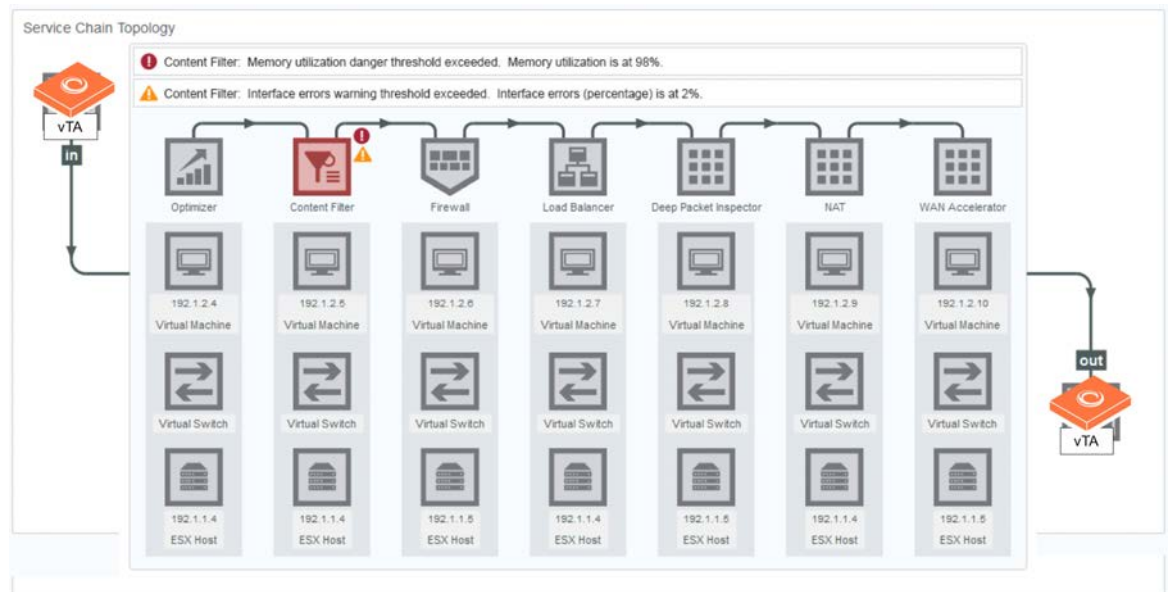 Service Chain Topology
Content Filter: Memory utilization danger threshold exceeded. Memory utilization is at 98%.
Content Filter: Interface errors warning threshold exceeded. Interface errors (percentage) is at 2%.
vTA
in
Optimizer Content Filter Firewall Load Balancer Deep Packet Inspector NAT WAN Accelerator
192.1.2.4 192.1.2.5 192.1.2.6 192.1.2.7 192.1.2.8 192.1.2.9 192.1.2.10
Virtual Machine Virtual Machine Virtual Machine Virtual Machine Virtual Machine Virtual Machine Virtual Machine
out
Virtual Switch Virtual Switch Virtual Switch Virtual Switch Virtual Switch Virtual Switch Virtual Switch
vTA
192.1.1.4 192.1.1.4 192.1.1.5 192.1.1.4 192.1.1.5 192.1.1.4 192.1.1.5
ESX Host ESX Host ESX Host ESX Host ESX Host ESX Host ESX Host